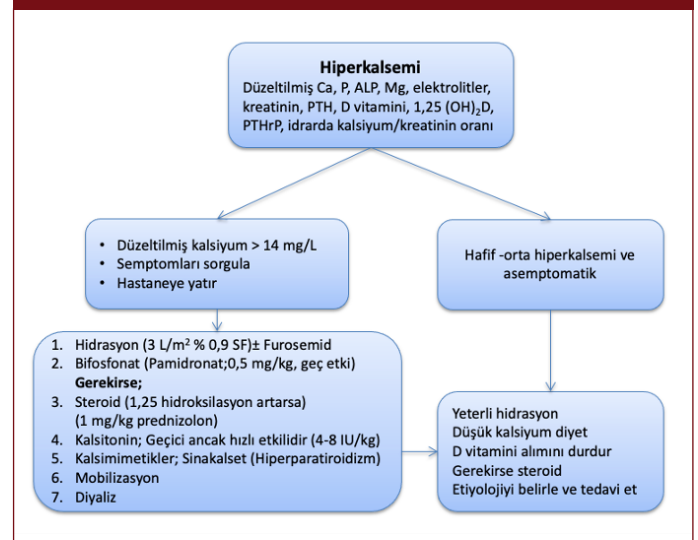 Hiperkalsemi
Düzeltilmiş Ca, P, ALP, Mg, elektrolitler,
kreatinin, PTH, D vitamini, 1,25 (OH)₂D,
PTHrP, idrarda kalsiyum/kreatinin oranı
• Düzeltilmiş kalsiyum > 14 mg/L
• Semptomları sorgula
• Hastaneye yatır
Hafif -orta hiperkalsemi ve
asemptomatik
1. Hidrasyon (3 L/m² % 0,9 SF)± Furosemid
2. Bifosfonat (Pamidronat;0,5 mg/kg, geç etki)
Gerekirse;
3. Steroid (1,25 hidroksilasyon artarsa)
(1 mg/kg prednizolon)
4. Kalsitonin; Geçici ancak hızlı etkilidir (4-8 IU/kg)
5. Kalsimimetikler; Sinakalset (Hiperparatiroidizm)
6. Mobilizasyon
7. Diyaliz
Yeterli hidrasyon
Düşük kalsiyum diyet
D vitamini alımını durdur
Gerekirse steroid
Etiyolojiyi belirle ve tedavi et